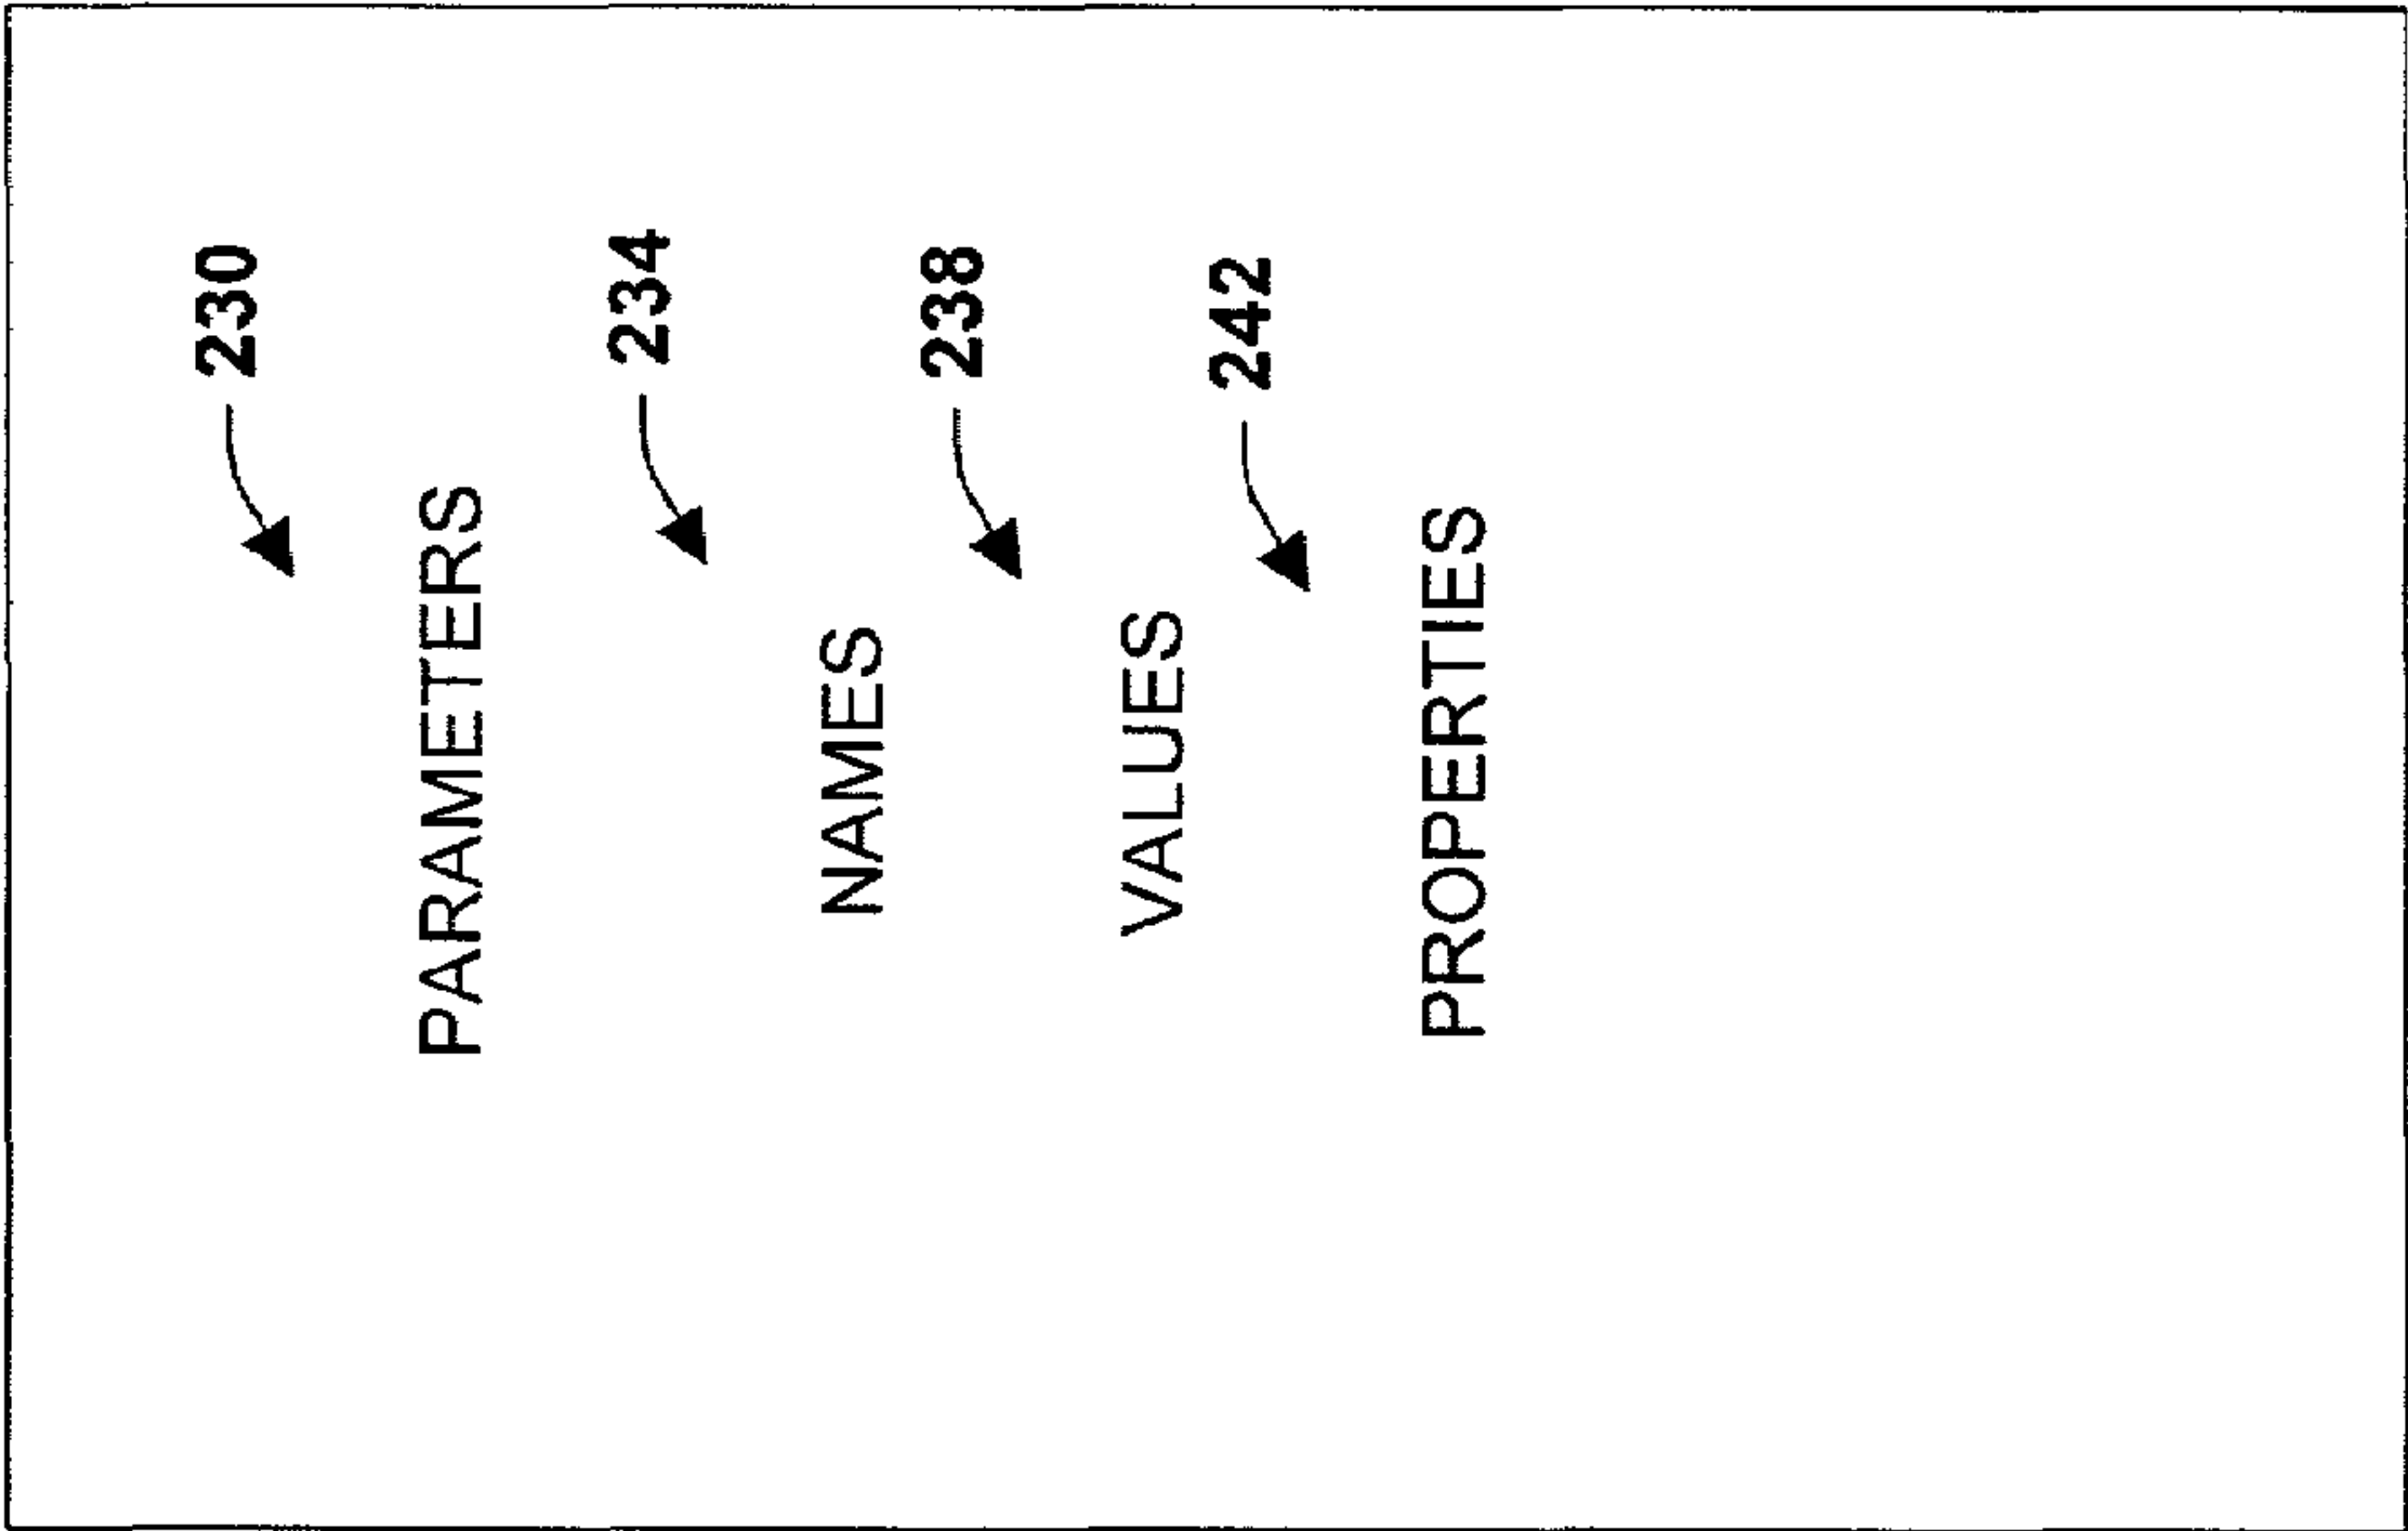 230
PARAMETERS
234
NAMES
238
VALUES
242
PROPERTIES